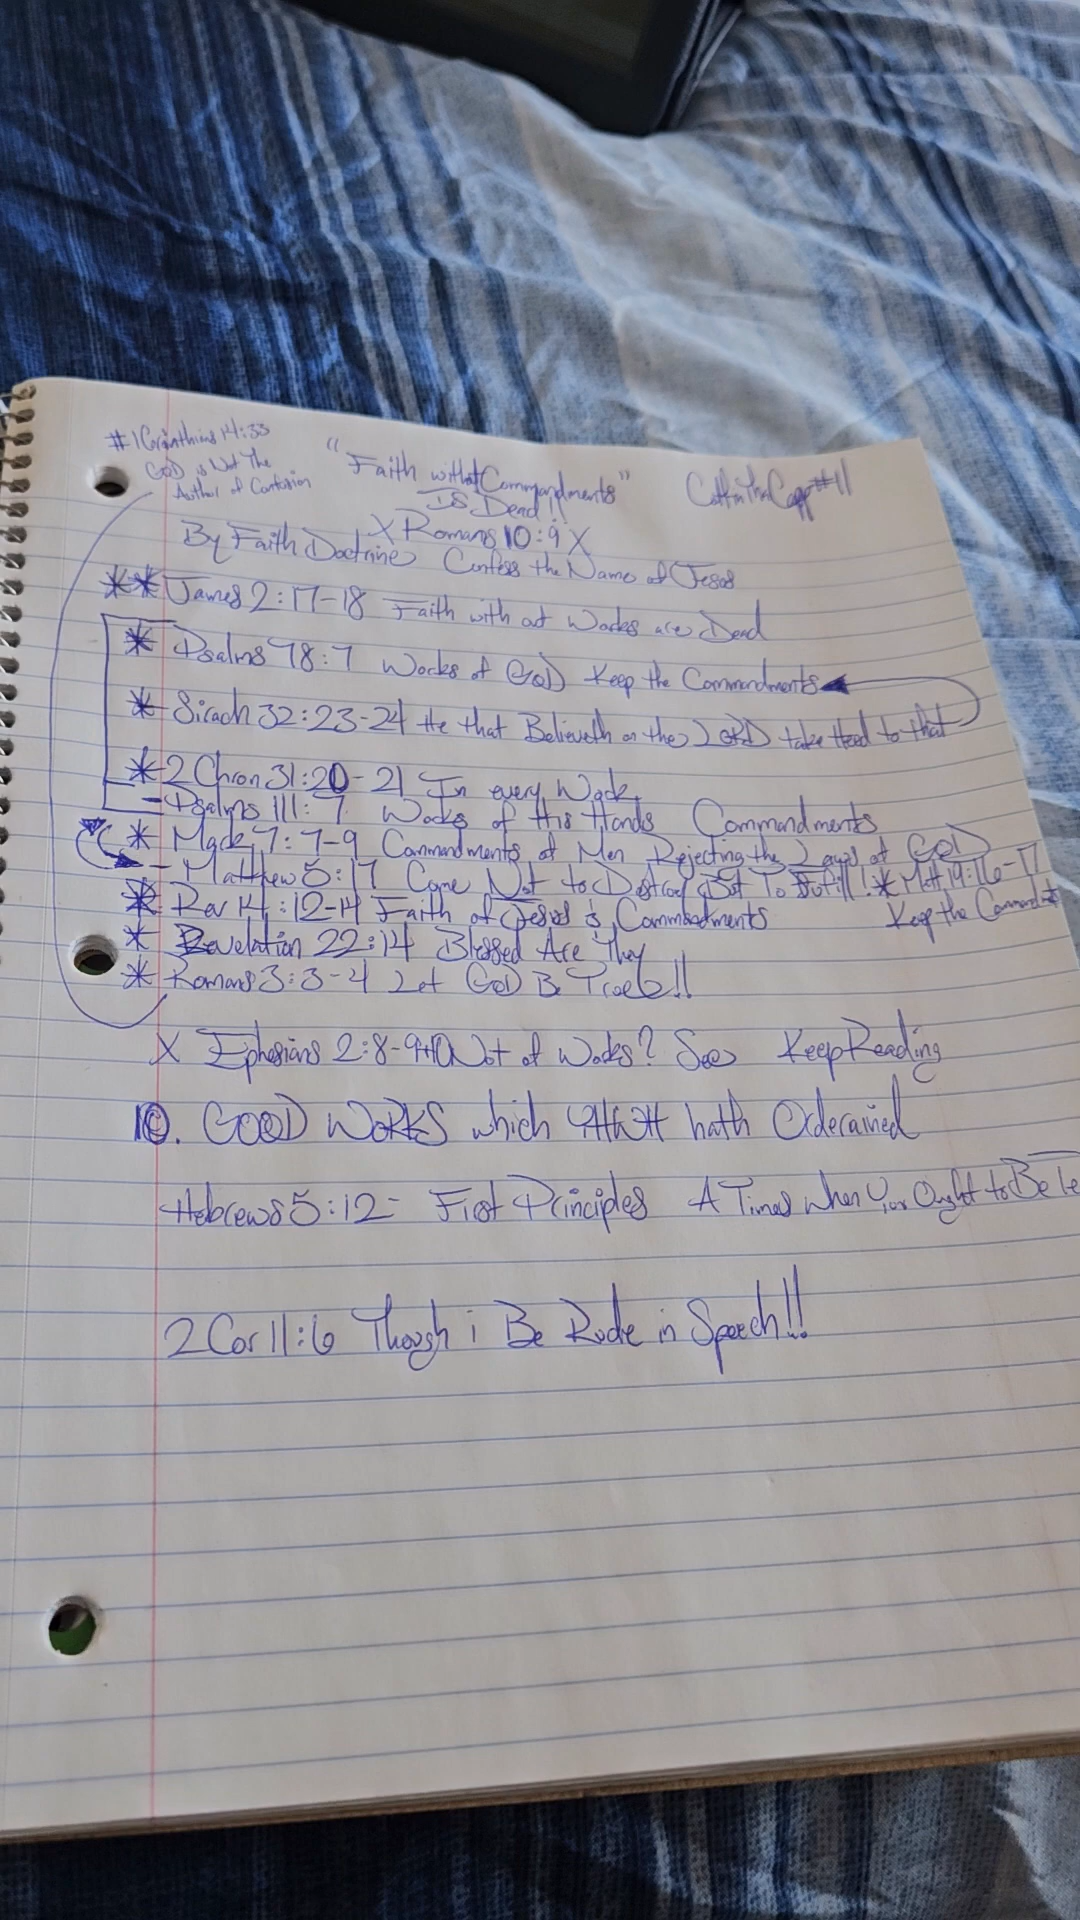 #1Corinthians 14:33
GOD is Not The
Author of Confusion
"Faith without Commandments"
IS Dead!!
By Faith Doctrine X Romans 10:9 X
Confess the Name of Jesus
** James 2:17-18 Faith with out Works are Dead
* Psalms 78:7 Works of GOD Keep the Commandments
* Sirach 32:23-24 He that Believeth on the LORD take Heed to that
* 2 Chron 31:20-21 In every Work
- Psalms 111:7 Works of His Hands Commandments
* Mark 7:7-9 Commandments of Men Rejecting the Laws of GOD
- Matthew 5:17 Come Not to Destroy But To Fulfill! * Matt 19:16-17
Keep the
* Rev 14:12-14 Faith of Jesus is Commandments
* Revelation 22:14 Blessed Are They
* Romans 3:3-4 Let GOD Be True!!
X Ephesians 2:8-9 Not of Works? See Keep Reading
10. GOOD WORKS which hath Orderained
Hebrews 5:12- First Principles A Times when You Ought to Be Te
2 Cor 11:6 Though i Be Rude in Speech!!